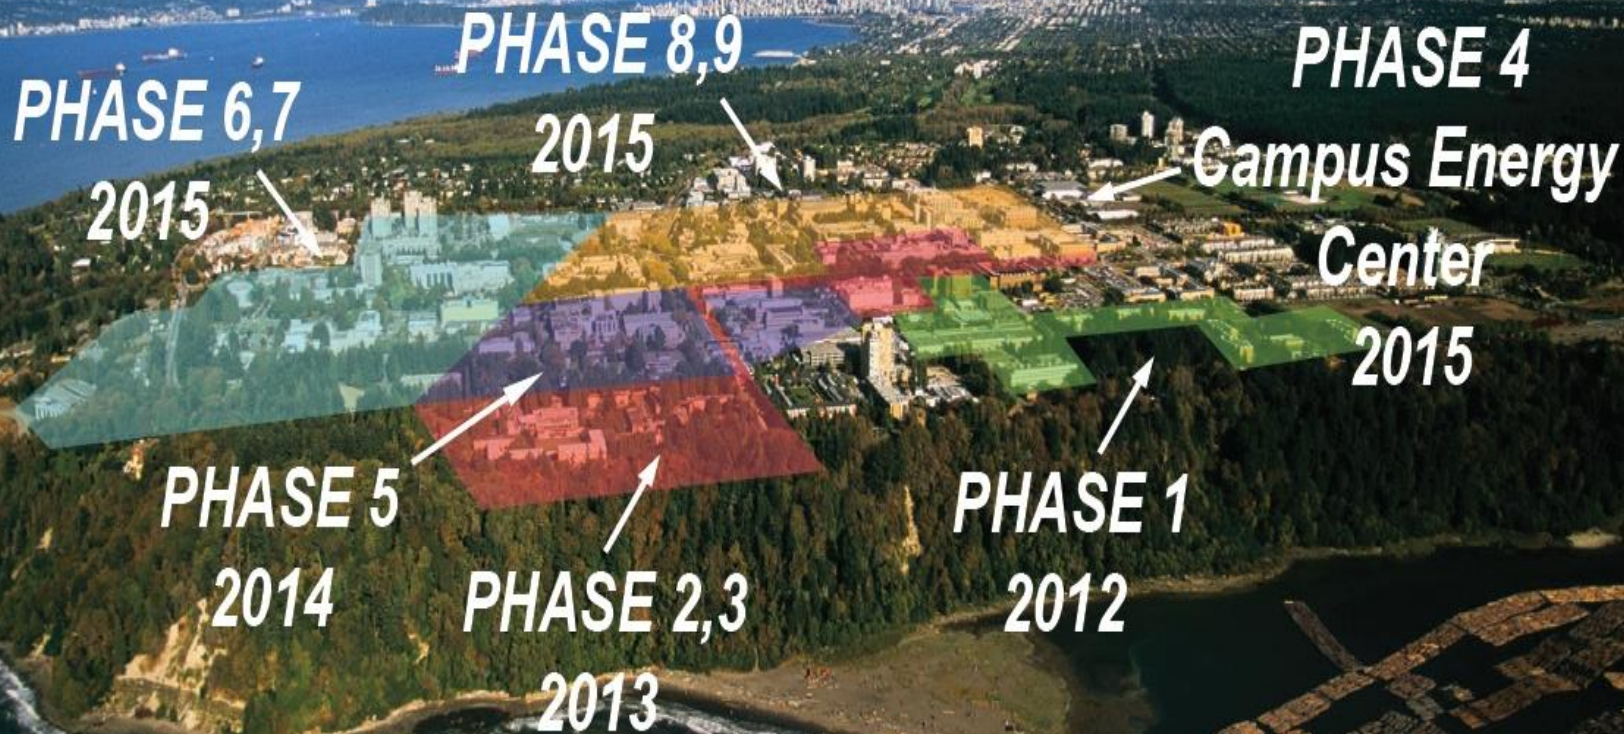 PHASE 6,7
2015
PHASE 8,9
2015
PHASE 4
Campus Energy
Center
2015
PHASE 5
2014
PHASE 2,3
2013
PHASE 1
2012